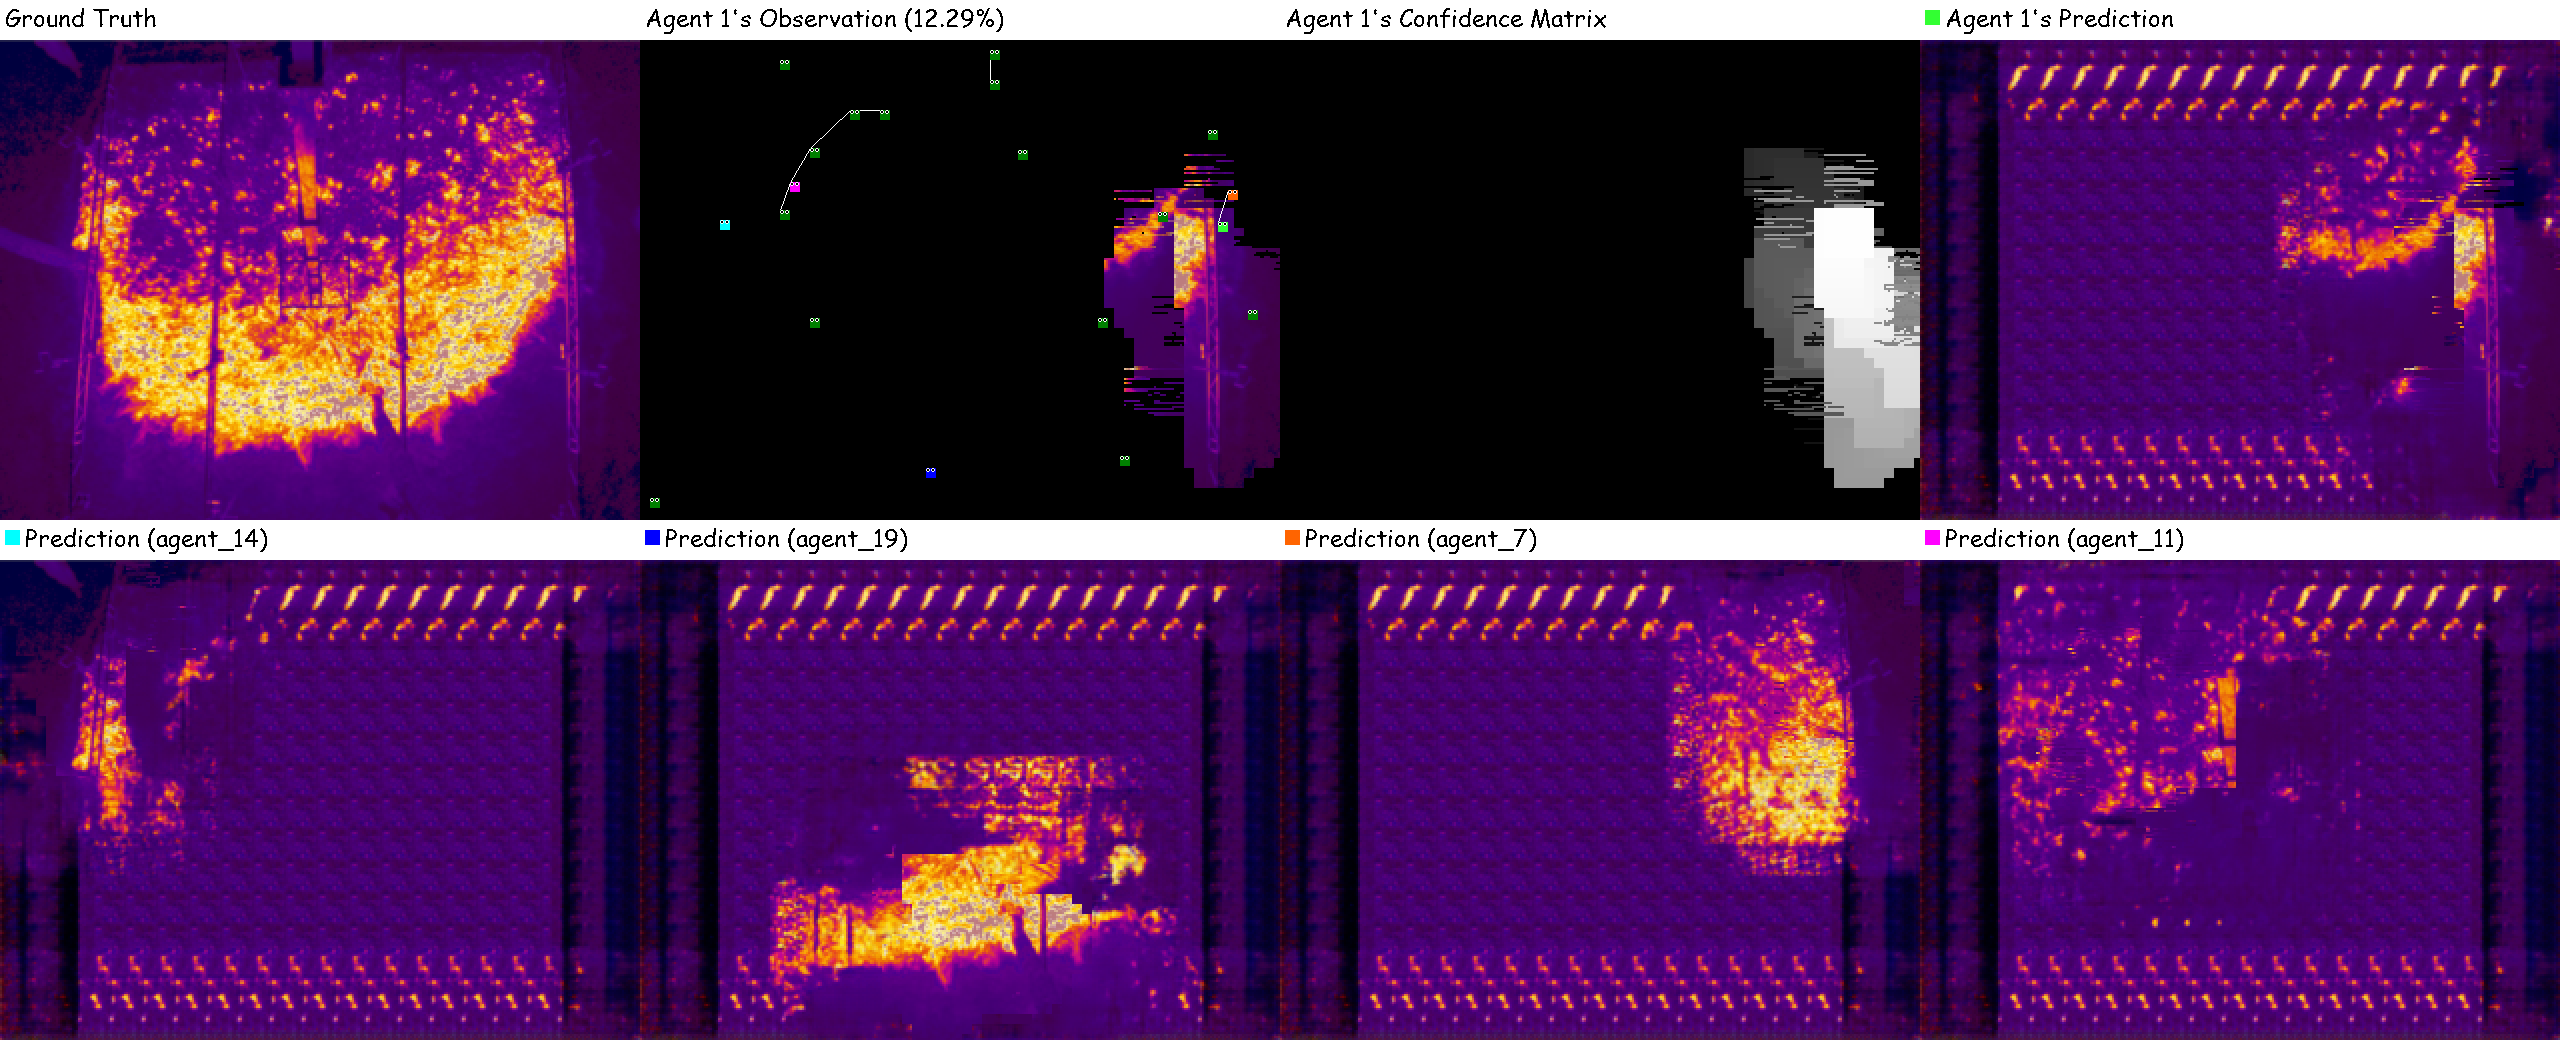 Ground Truth
Agent 1's Observation (12.29%)
Agent 1's Confidence Matrix
Agent 1's Prediction
Prediction (agent_14)
Prediction (agent_19)
Prediction (agent_7)
Prediction (agent_11)